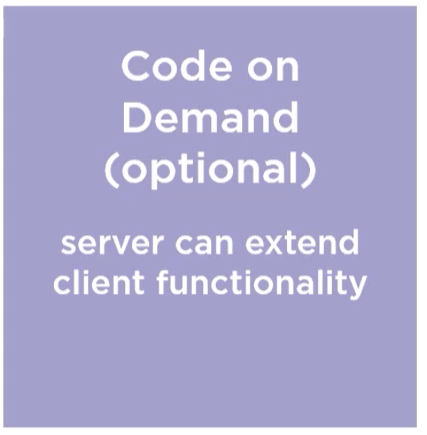 Code on
Demand
(optional)
server can extend
client functionality